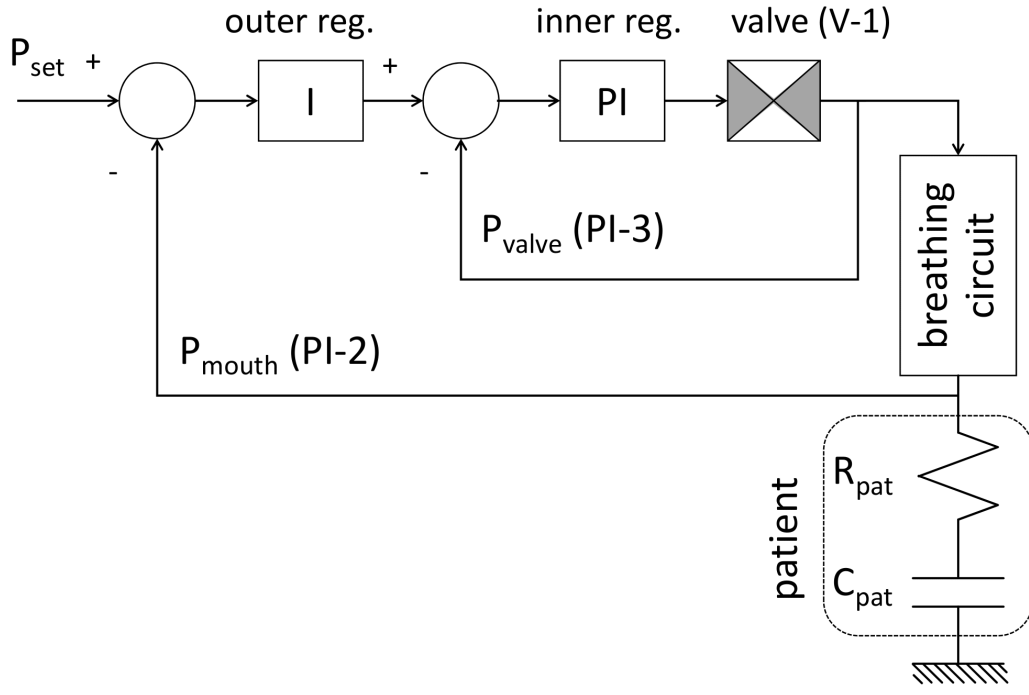 outer reg.
inner reg.
valve (V-1)
Pset
+
+
I
PI
-
-
Pvalve (PI-3)
breathing
circuit
Pmouth (PI-2)
patient
Rpat
Cpat